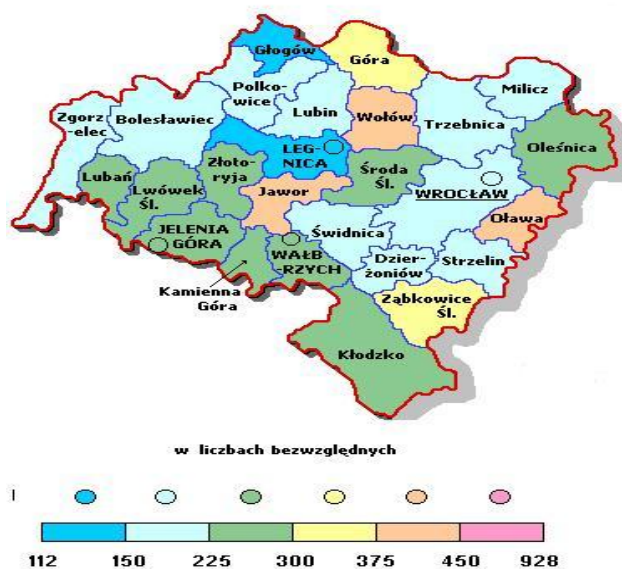 Głogów
Góra
Polko-
wice
Milicz
Lubin
Zgorz
-elec
Bolesławiec
Wołów
Trzebnica
LEG-
NICA
Oleśnica
Lubań
Złoto-
ryja
Środa
Śl.
Lwówek
Śl.
Jawor
WROCŁAW
JELENIA
GÓRA
Świdnica
Oława
WAŁB
-RZYCH
Dzier-
żoniów
Strzelin
Kamienna
Góra
Ząbkowice
Śl.
Kłodzko
w liczbach bezwzględnych
l
112 150 225 300 375 450 928